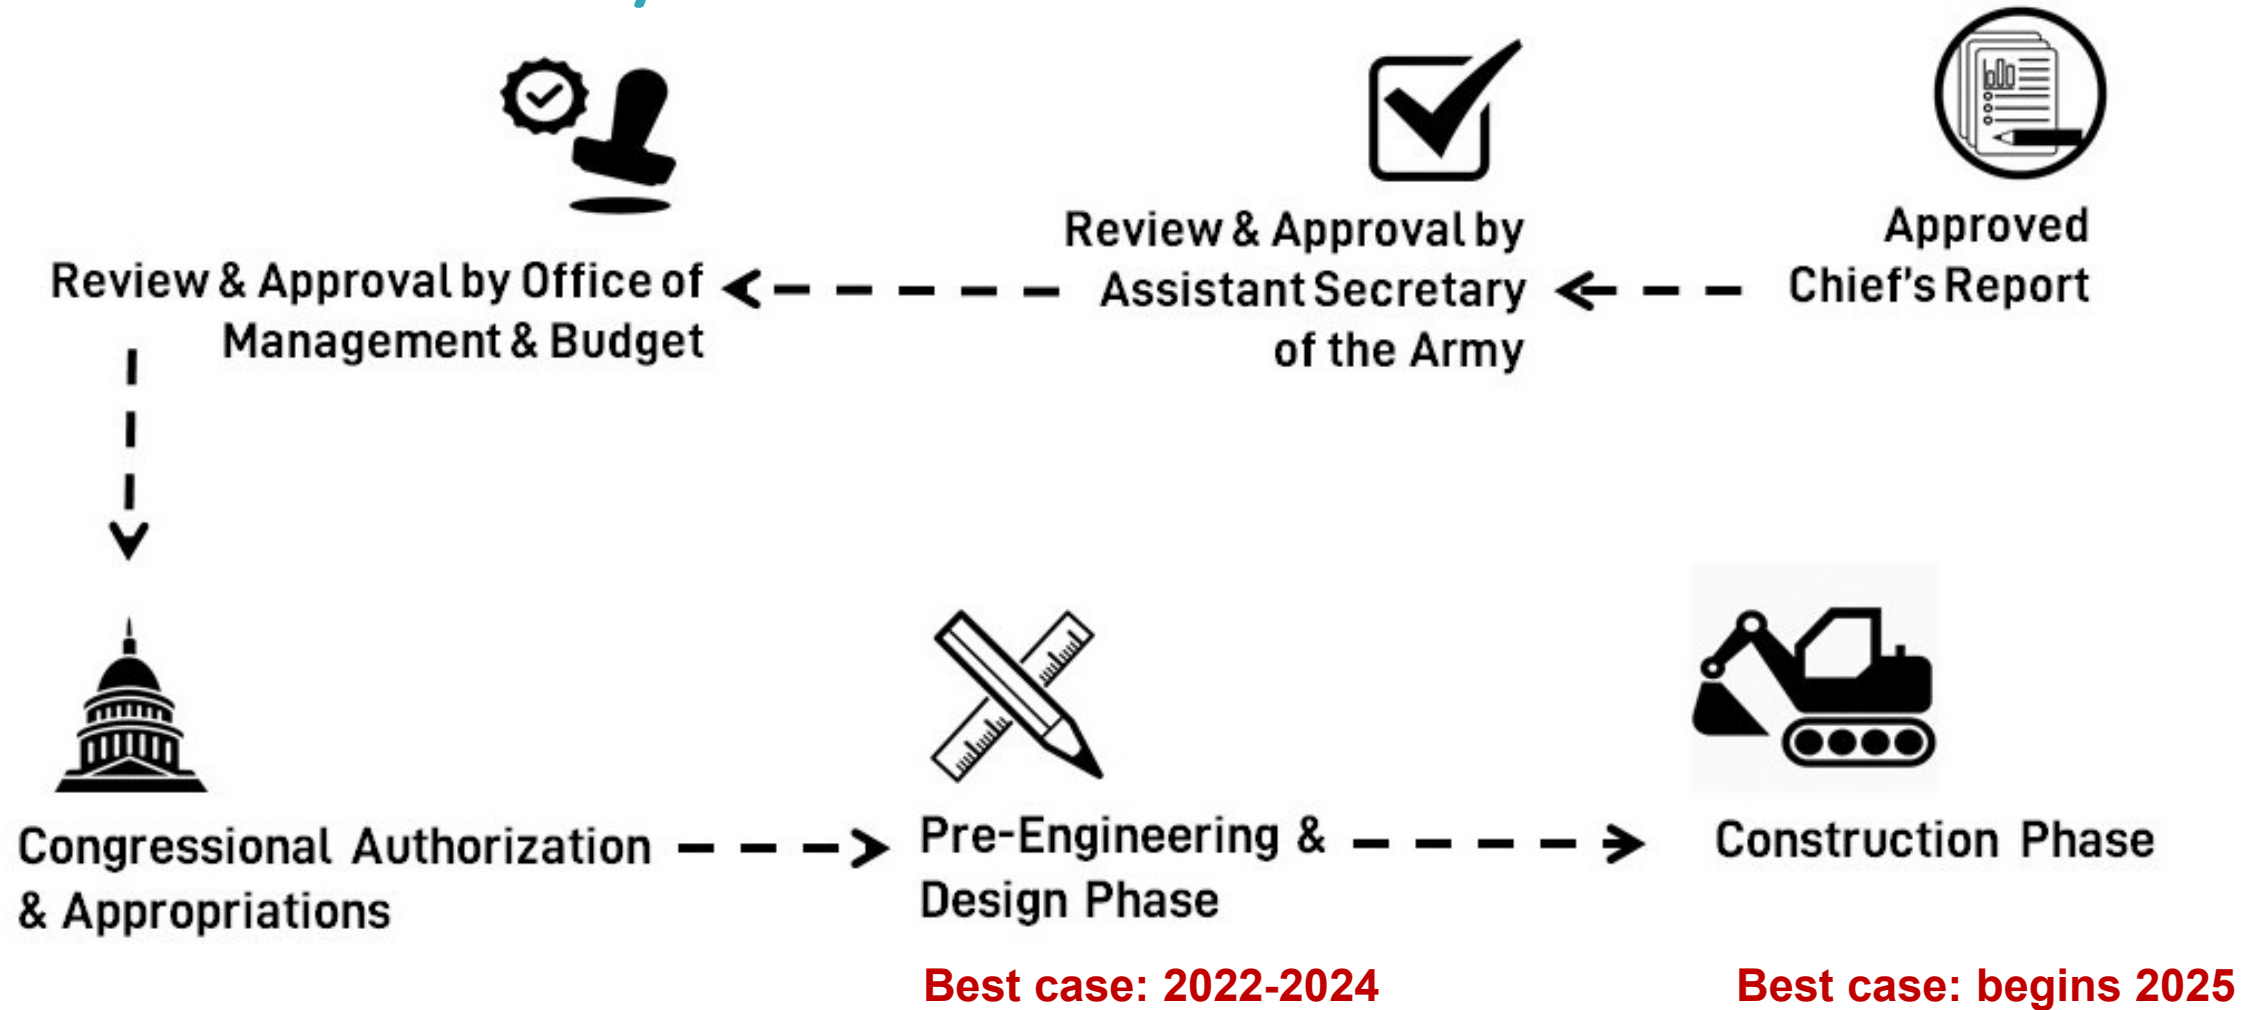 Approved
Chief's Report
Review & Approval by
Assistant Secretary
of the Army
Review & Approval by Office of
Management & Budget
Congressional Authorization
& Appropriations
Pre-Engineering &
Design Phase
Best case: 2022-2024
Construction Phase
Best case: begins 2025